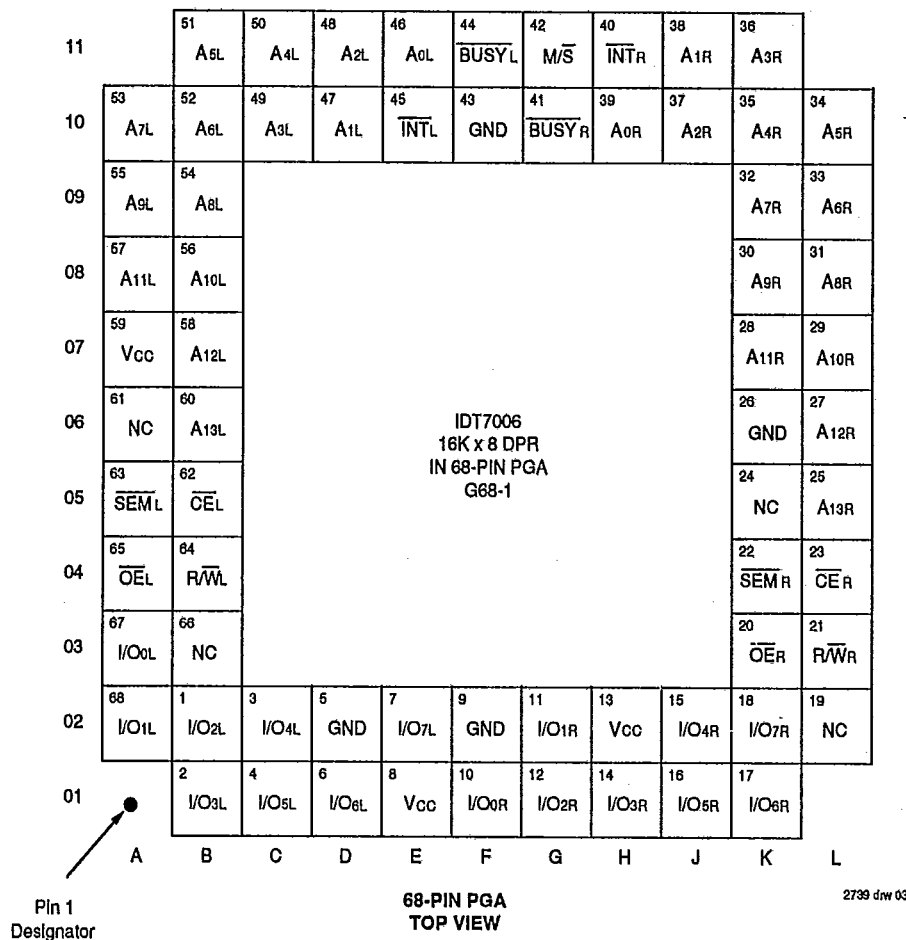 11 51 A5L 50 A4L 48 A2L 46 A0L 44 BUSYL 42 M/S 40 INTR 38 A1R 36 A3R
10 53 A7L 52 A6L 49 A3L 47 A1L 45 INTL 43 GND 41 BUSYR 39 A0R 37 A2R 35 A4R 34 A5R
09 55 A9L 54 A8L 32 A7R 33 A6R
08 57 A11L 56 A10L 30 A9R 31 A8R
07 59 VCC 58 A12L 28 A11R 29 A10R
06 61 NC 60 A13L 26 GND 27 A12R
IDT7006
16K x 8 DPR
IN 68-PIN PGA
G68-1
05 63 SEML 62 CEL 24 NC 25 A13R
04 65 OEL 64 R/WL 22 SEMR 23 CER
03 67 I/O0L 66 NC 20 OER 21 R/WR
02 68 I/O1L 1 I/O2L 3 I/O4L 5 GND 7 I/O7L 9 GND 11 I/O1R 13 VCC 15 I/O4R 18 I/O7R 19 NC
01 2 I/O3L 4 I/O5L 6 I/O6L 8 VCC 10 I/O0R 12 I/O2R 14 I/O3R 16 I/O5R 17 I/O6R
A B C D E F G H J K L
Pin 1
Designator
68-PIN PGA
TOP VIEW
2739 drw 03